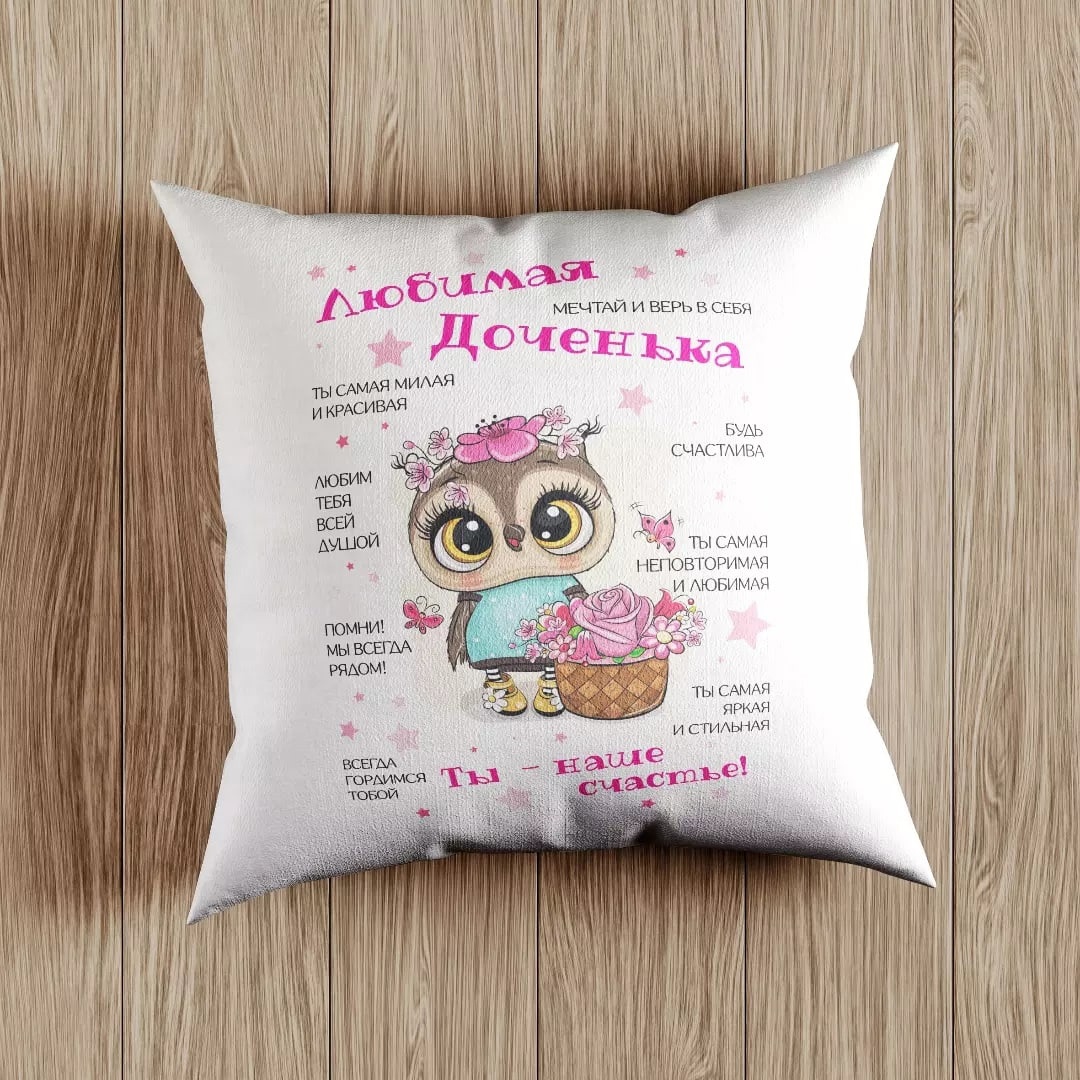 Любимая
МЕЧТАЙ И ВЕРЬ В СЕБЯ
Доченька
ТЫ САМАЯ МИЛАЯ
И КРАСИВАЯ
БУДЬ
СЧАСТЛИВА
ЛЮБИМ
ТЕБЯ
ВСЕЙ
ДУШОЙ
ТЫ САМАЯ
НЕПОВТОРИМАЯ
И ЛЮБИМАЯ
ПОМНИ!
МЫ ВСЕГДА
РЯДОМ!
ТЫ САМАЯ
ЯРКАЯ
И СТИЛЬНАЯ
ВСЕГДА
ГОРДИМСЯ
ТОБОЙ
Ты - наше
счастье!